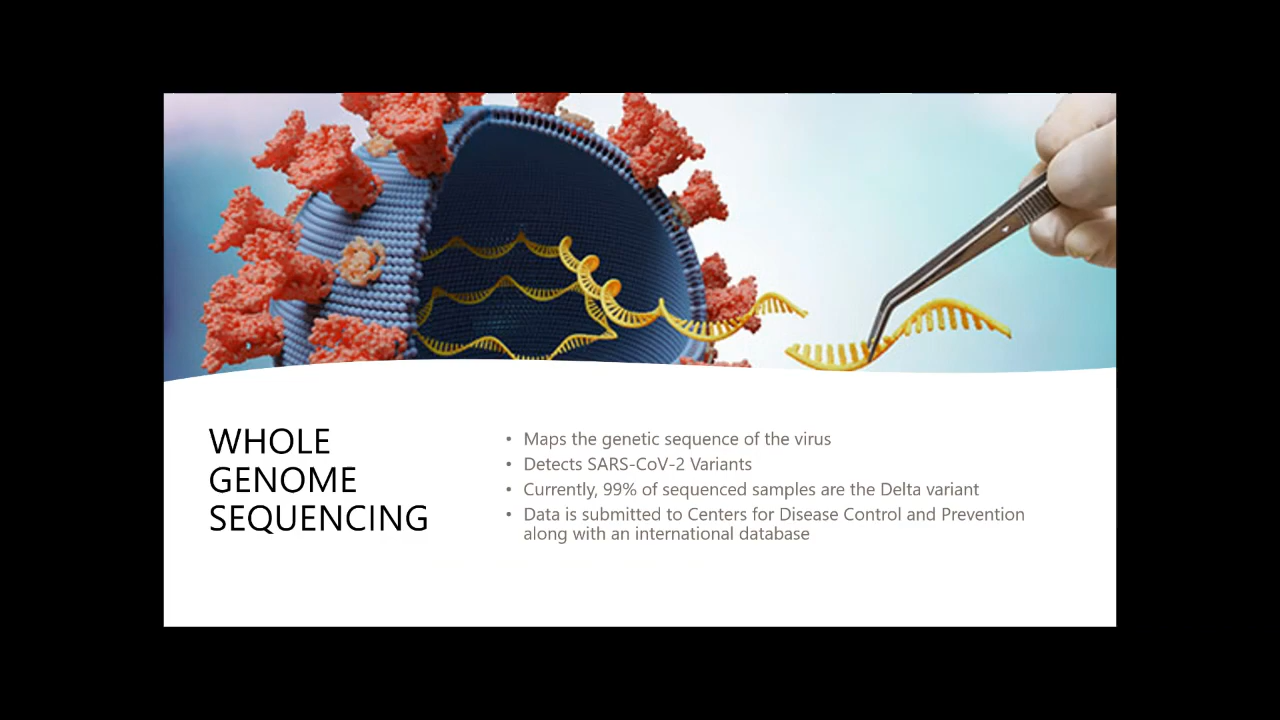 WHOLE
GENOME
SEQUENCING
• Maps the genetic sequence of the virus
• Detects SARS-CoV-2 Variants
• Currently, 99% of sequenced samples are the Delta variant
• Data is submitted to Centers for Disease Control and Prevention
along with an international database